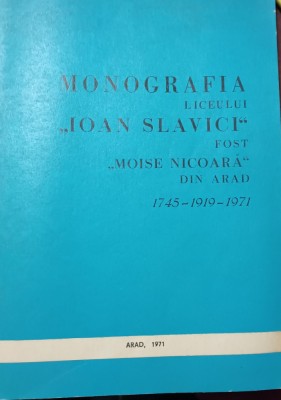 MONOGRAFIA
LICEULUI
„IOAN SLAVICI“
FOST
„MOISE NICOARĂ“
DIN ARAD
1745–1919–1971
ARAD, 1971